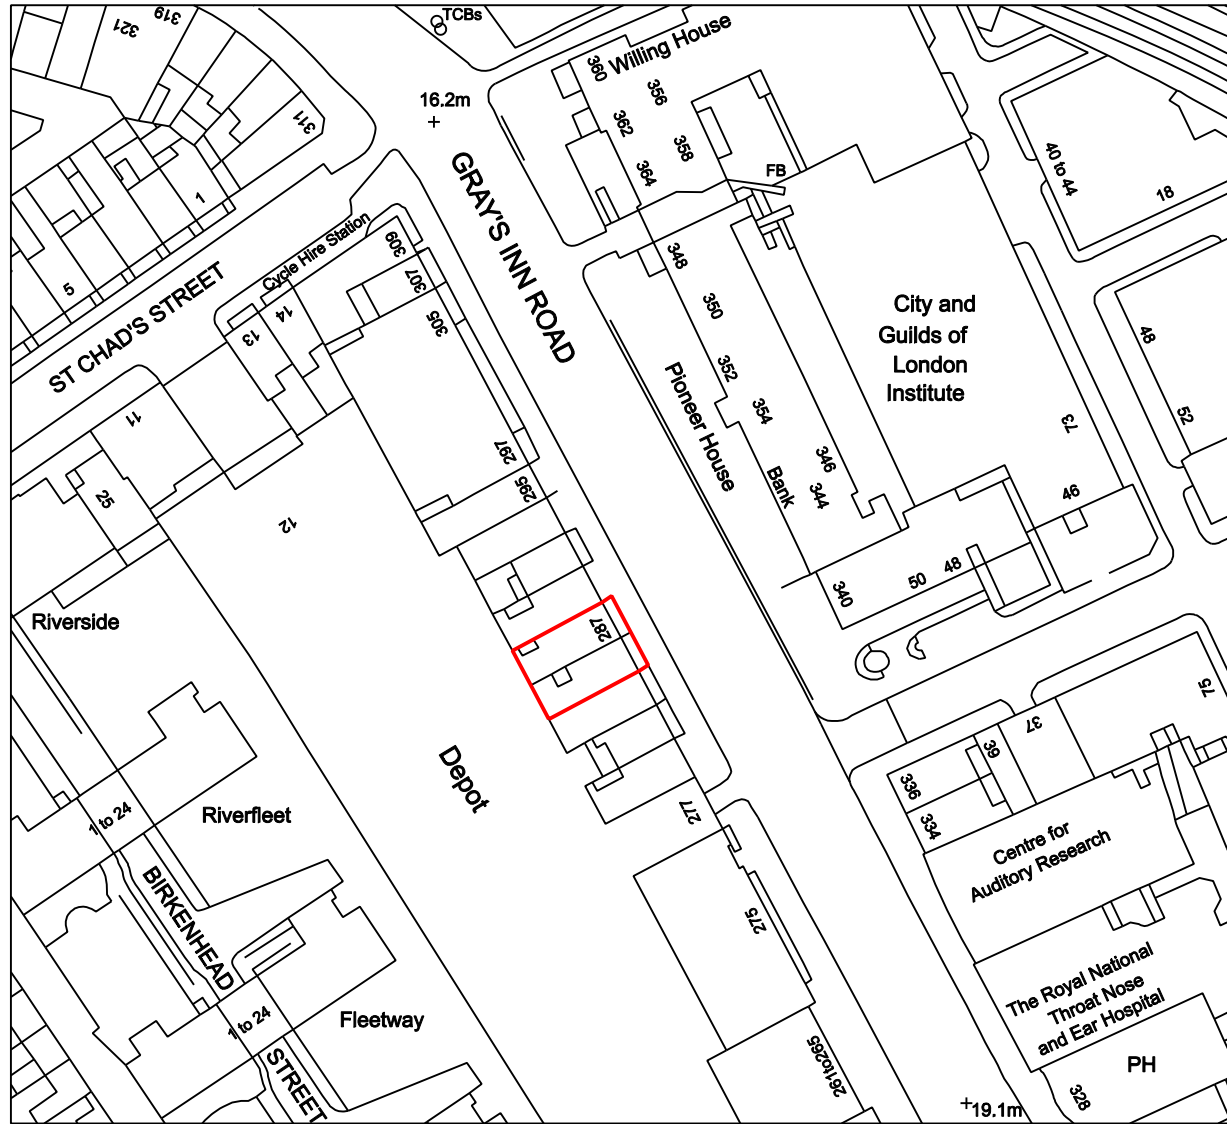 319
321
TCBs
Willing House
360
356
16.2m
362
358
311
364
FB
40 to 44
18
1
GRAY'S INN ROAD
Cycle Hire Station
309
307
348
5
ST CHAD'S STREET
14
13
305
350
City and
Guilds of
London
Institute
48
352
354
Pioneer House
11
73
52
297
346
Bank
344
295
25
46
12
340
50
48
Riverside
287
75
37
39
Depot
336
334
277
1 to 24
Riverfleet
Centre for
Auditory Research
BIRKENHEAD
275
The Royal National
Throat Nose
and Ear Hospital
1 to 24
Fleetway
STREET
261to265
PH
328
19.1m